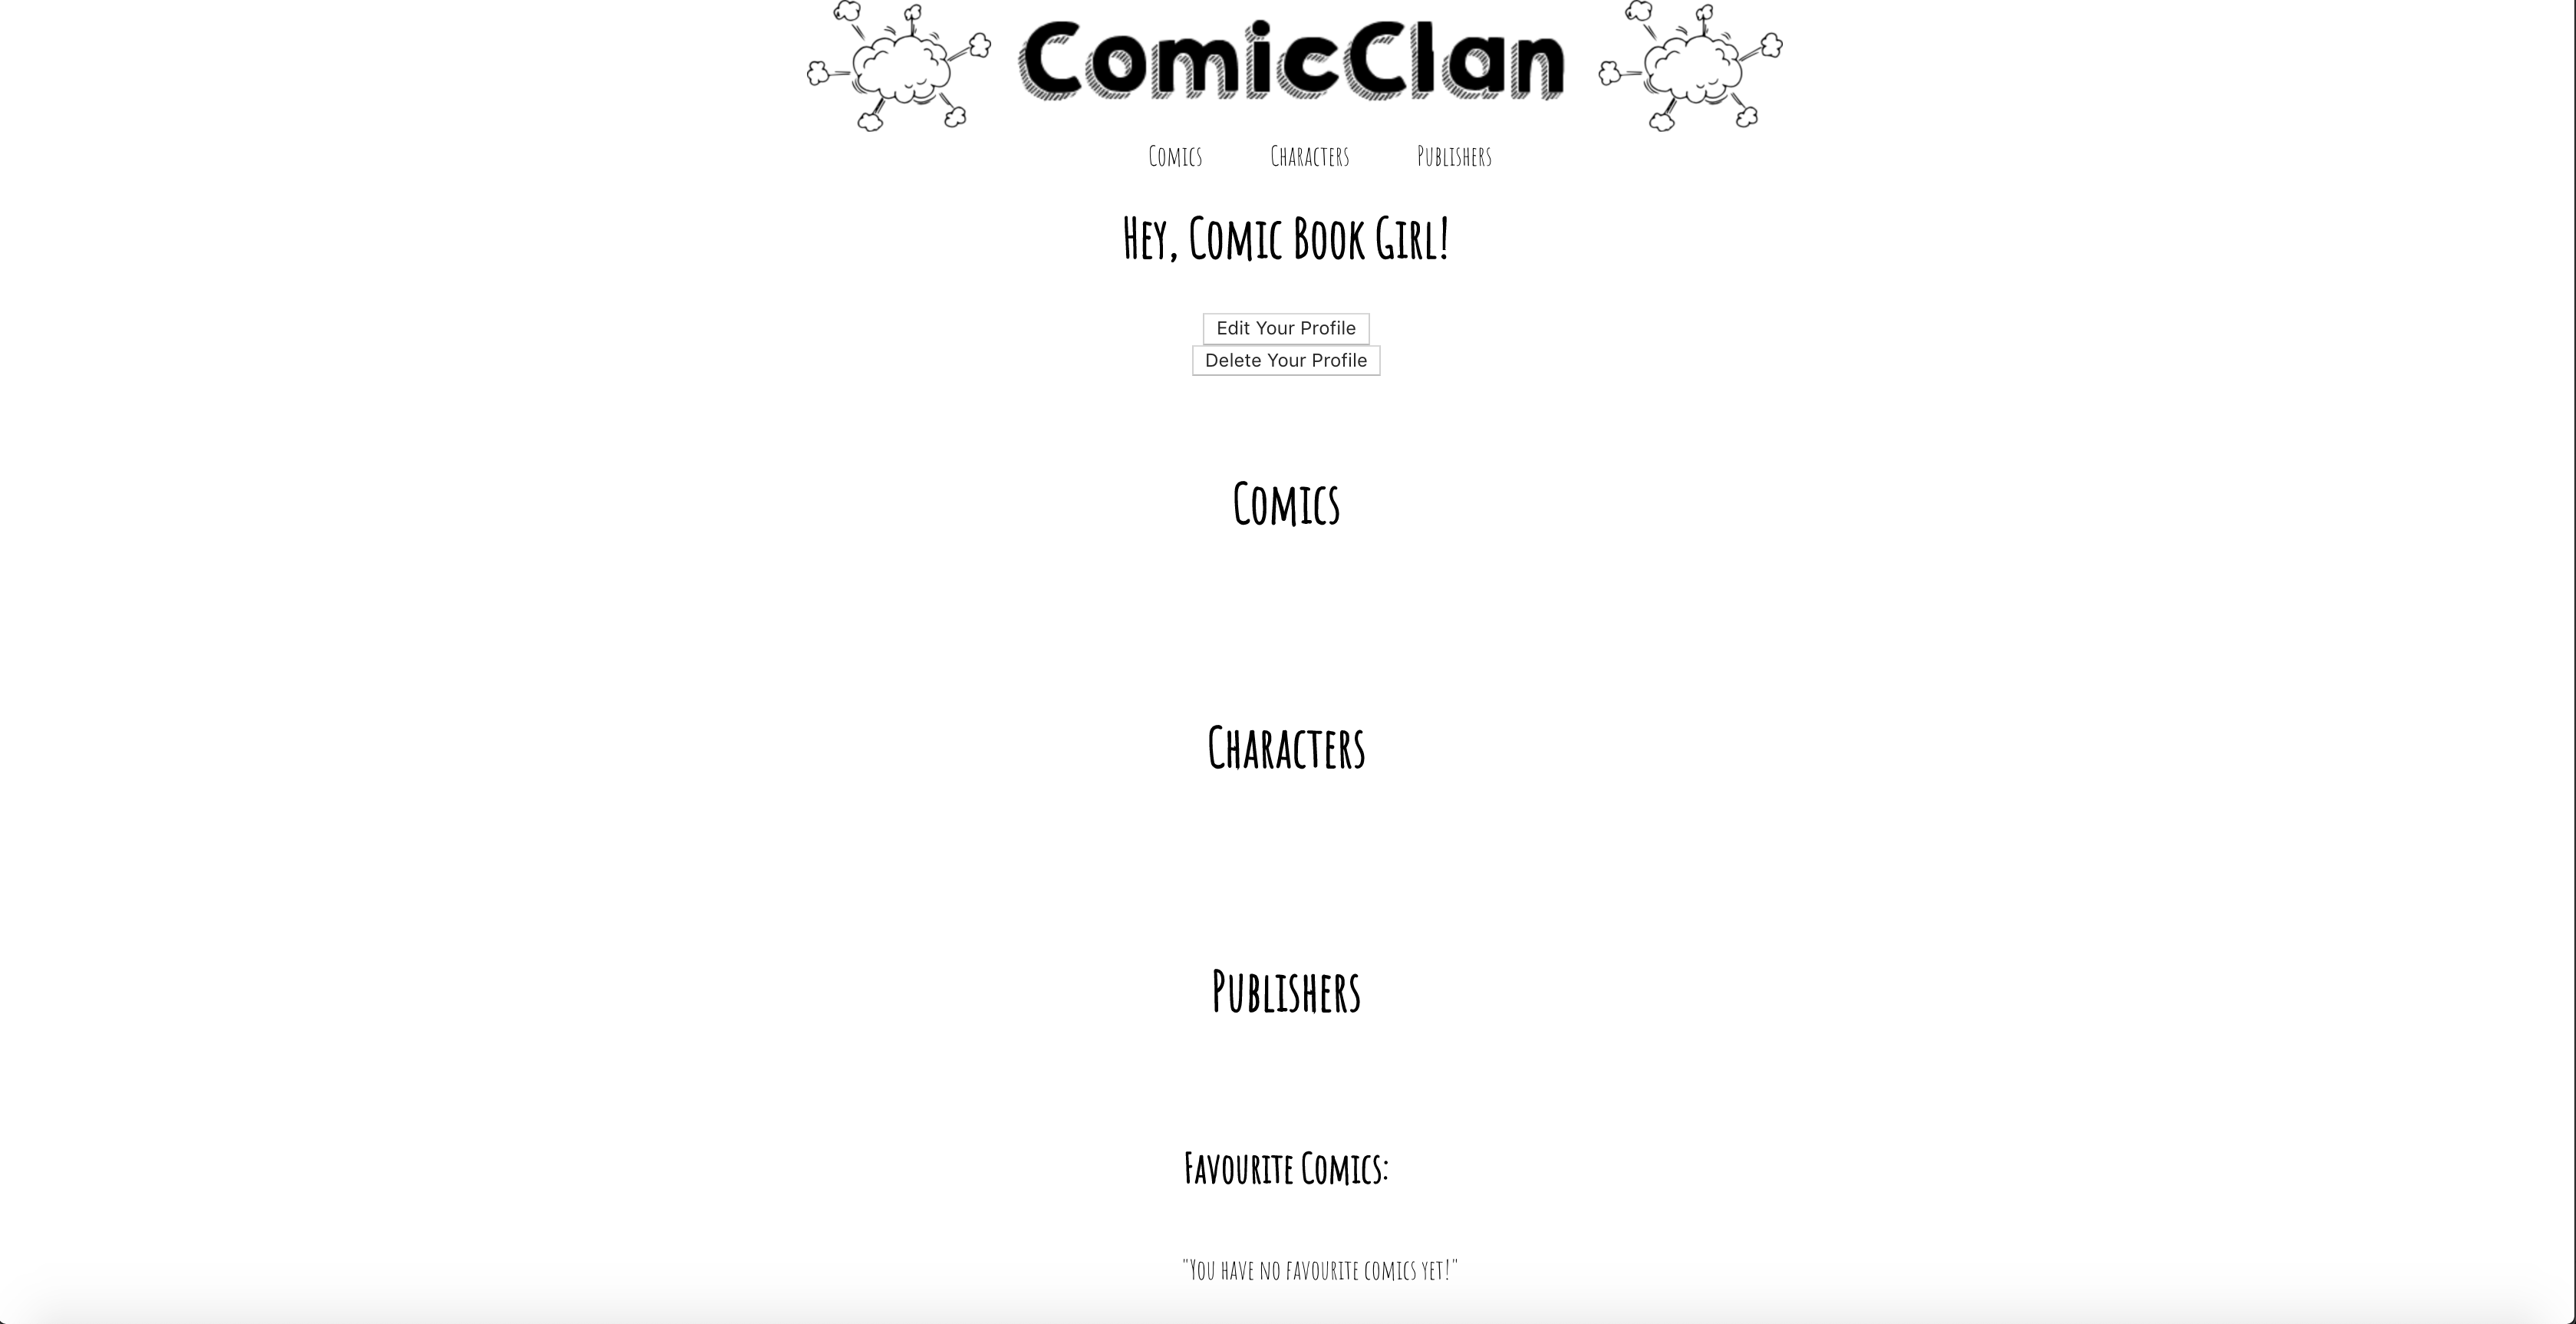 ComicClan
Comics Characters Publishers
Hey, Comic Book Girl!
Edit Your Profile
Delete Your Profile
Comics
Characters
Publishers
Favourite Comics:
"You have no favourite comics yet!"